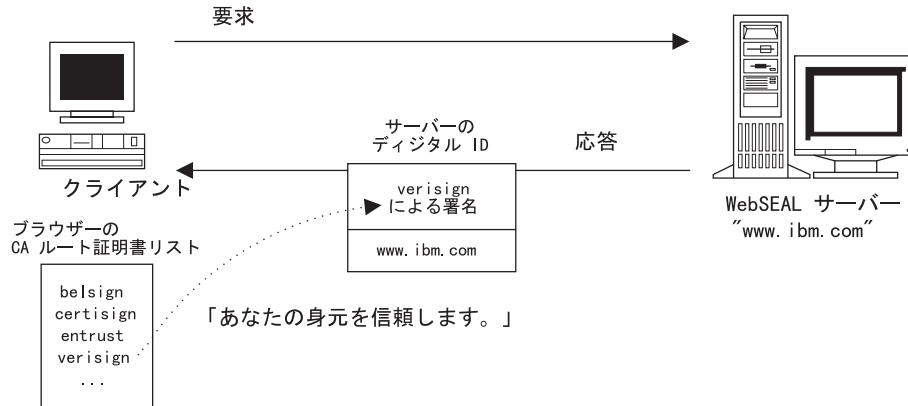 要求
サーバーの
ディジタル ID
応答
クライアント
verisign
による署名
www.ibm.com
WebSEAL サーバー
"www.ibm.com"
ブラウザーの
CA ルート証明書リスト
belsign
certisign
entrust
verisign
...
「あなたの身元を信頼します。」